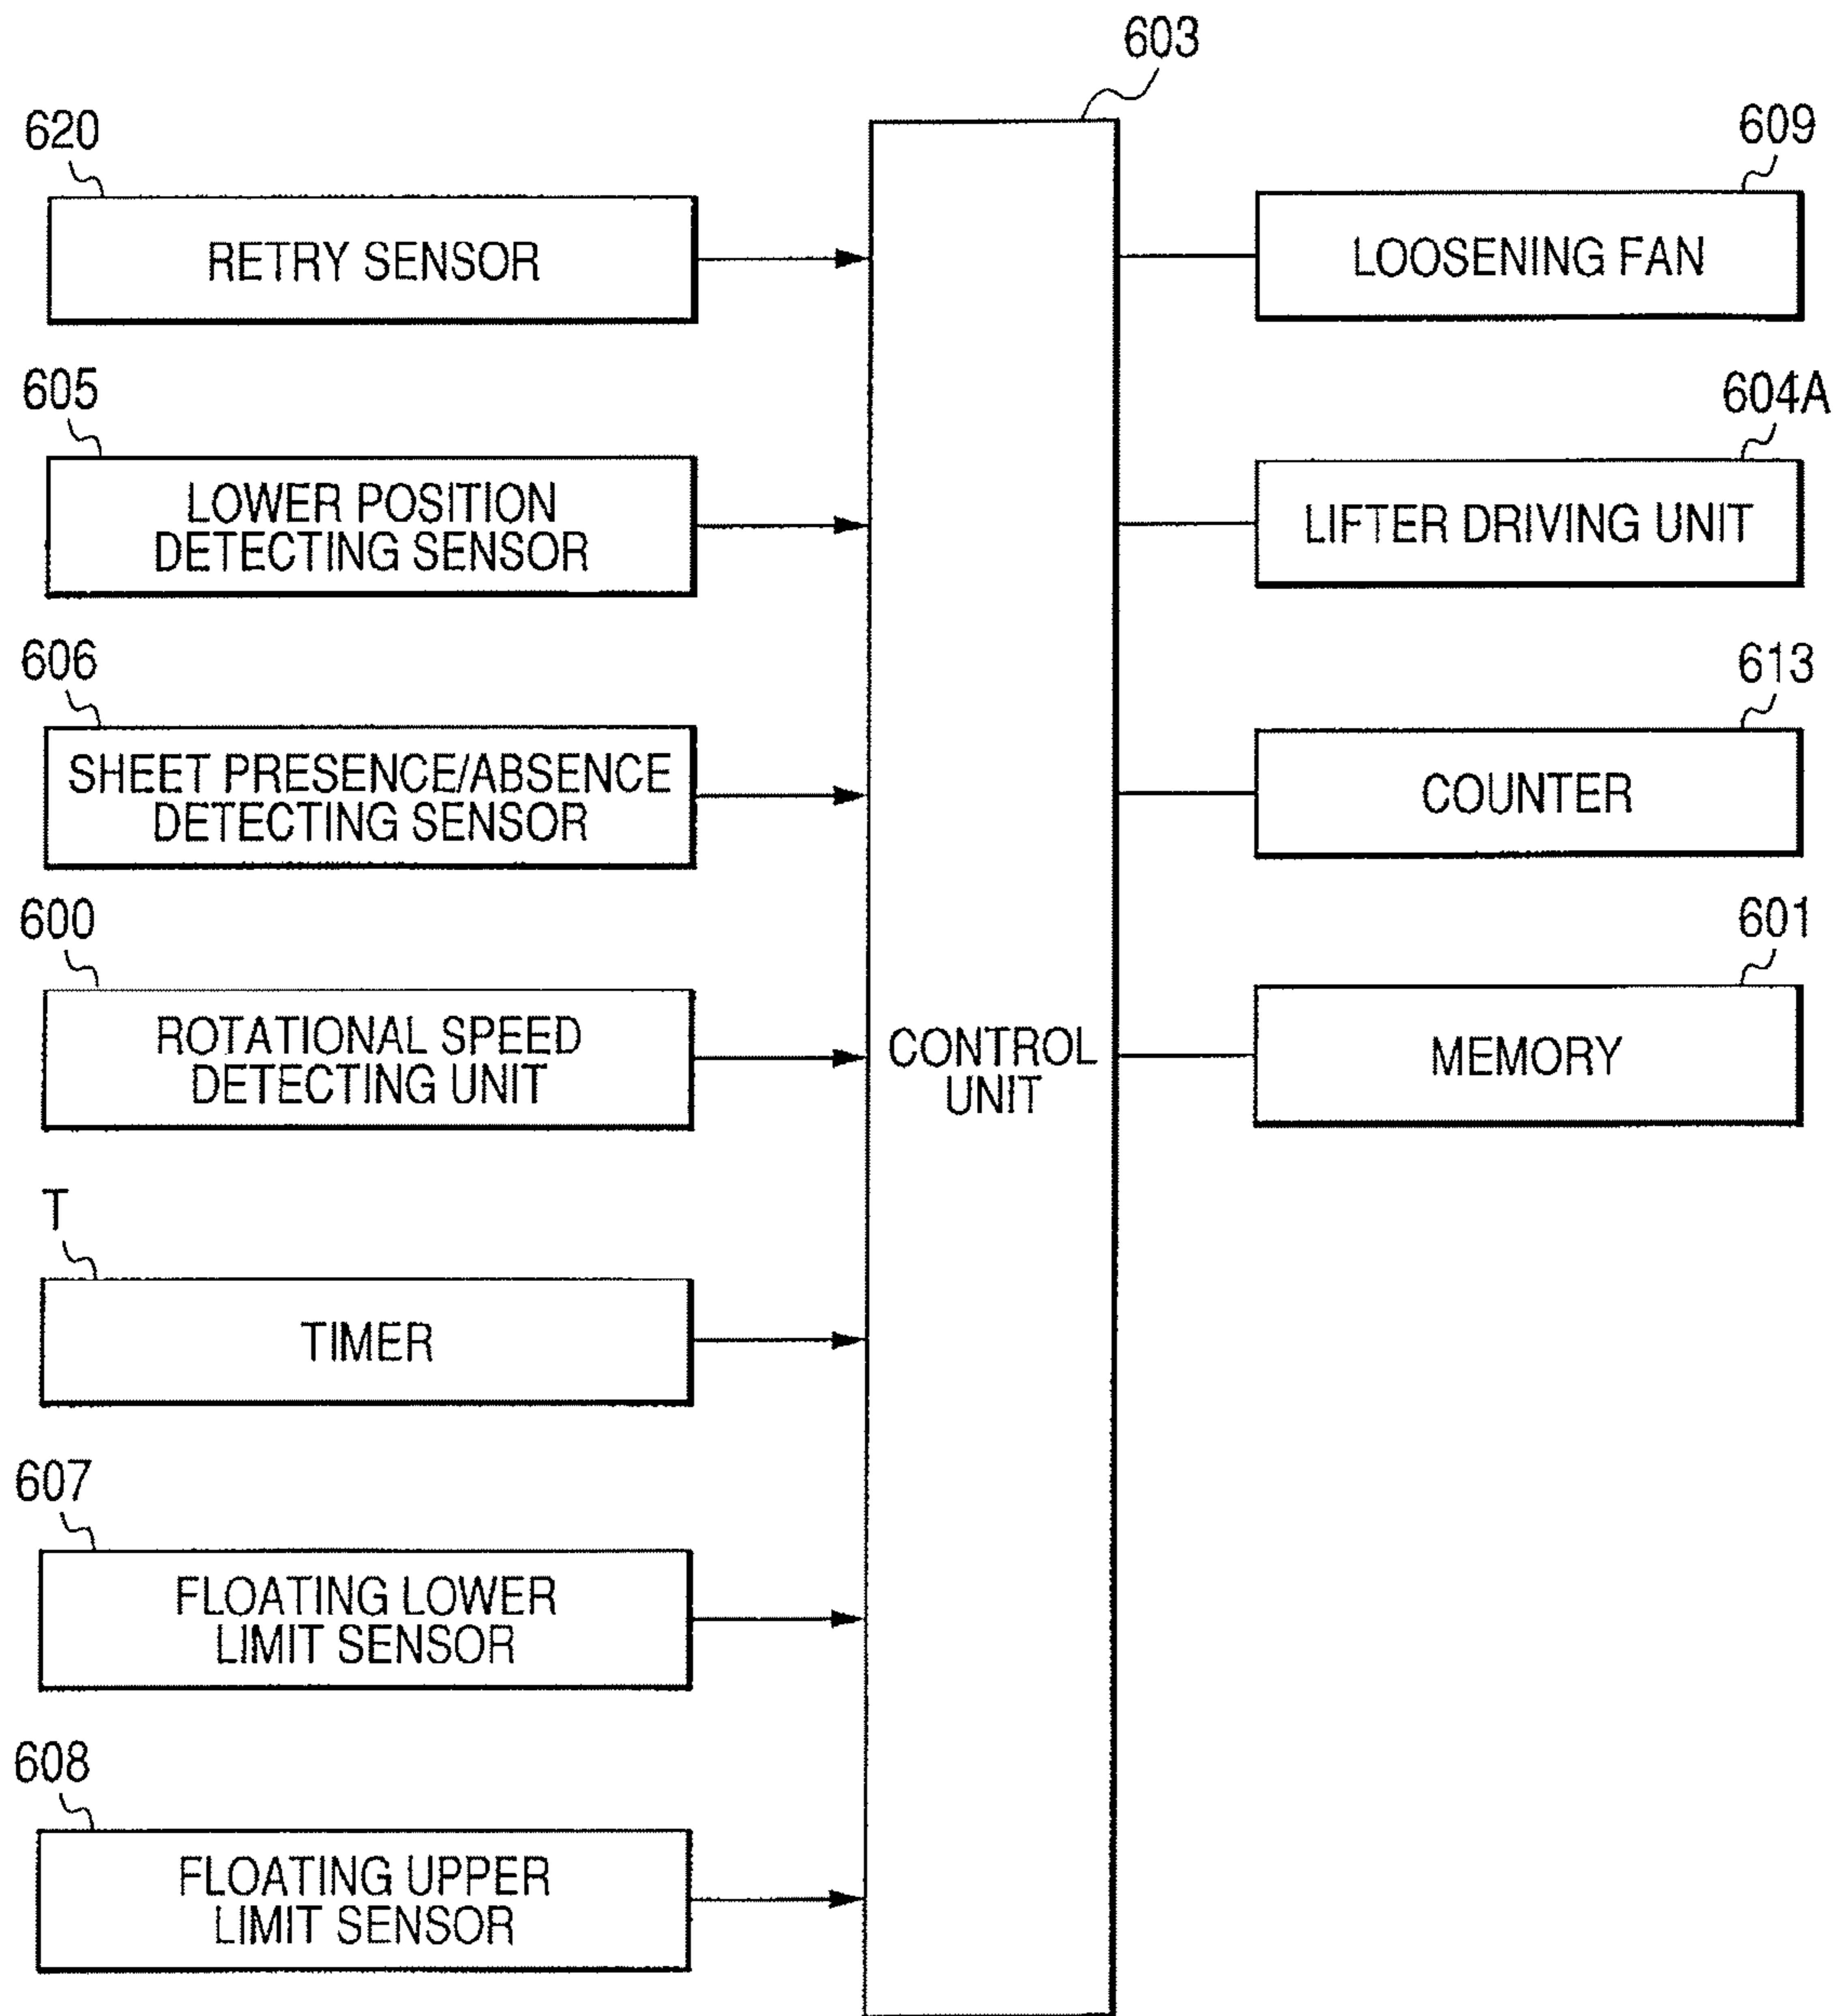 603
620
RETRY SENSOR
605
LOWER POSITION
DETECTING SENSOR
606
SHEET PRESENCE/ABSENCE
DETECTING SENSOR
600
ROTATIONAL SPEED
DETECTING UNIT
T
TIMER
607
FLOATING LOWER
LIMIT SENSOR
608
FLOATING UPPER
LIMIT SENSOR
CONTROL
UNIT
609
LOOSENING FAN
604A
LIFTER DRIVING UNIT
613
COUNTER
601
MEMORY